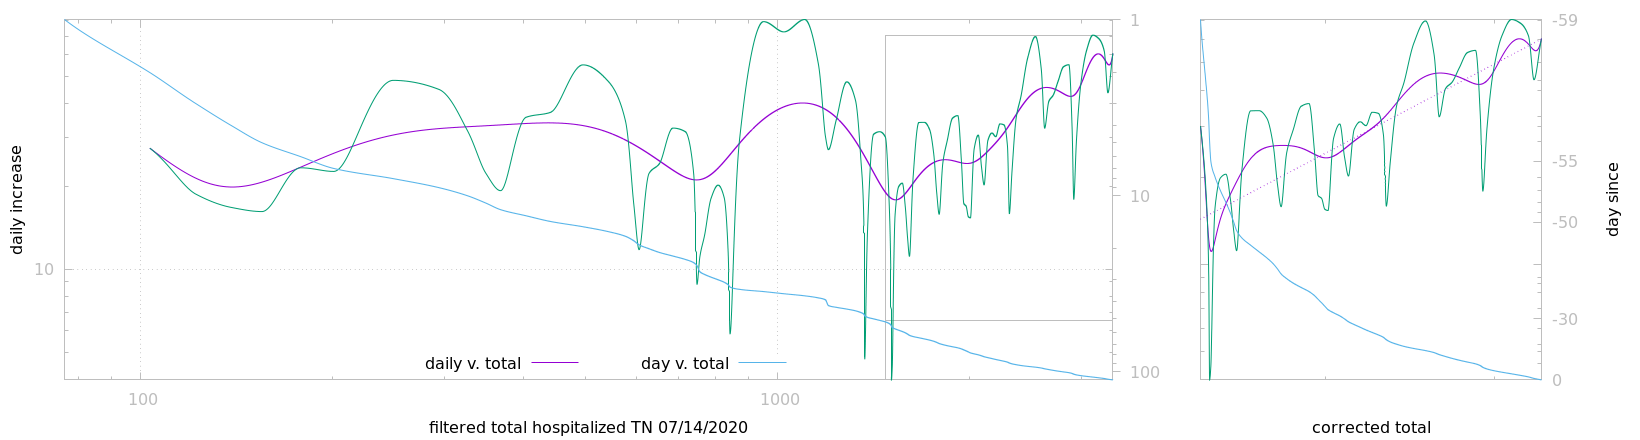 daily increase
10
100
1000
daily v. total
day v. total
filtered total hospitalized TN 07/14/2020
1
10
100
-59
-55
-50
-30
0
day since
corrected total